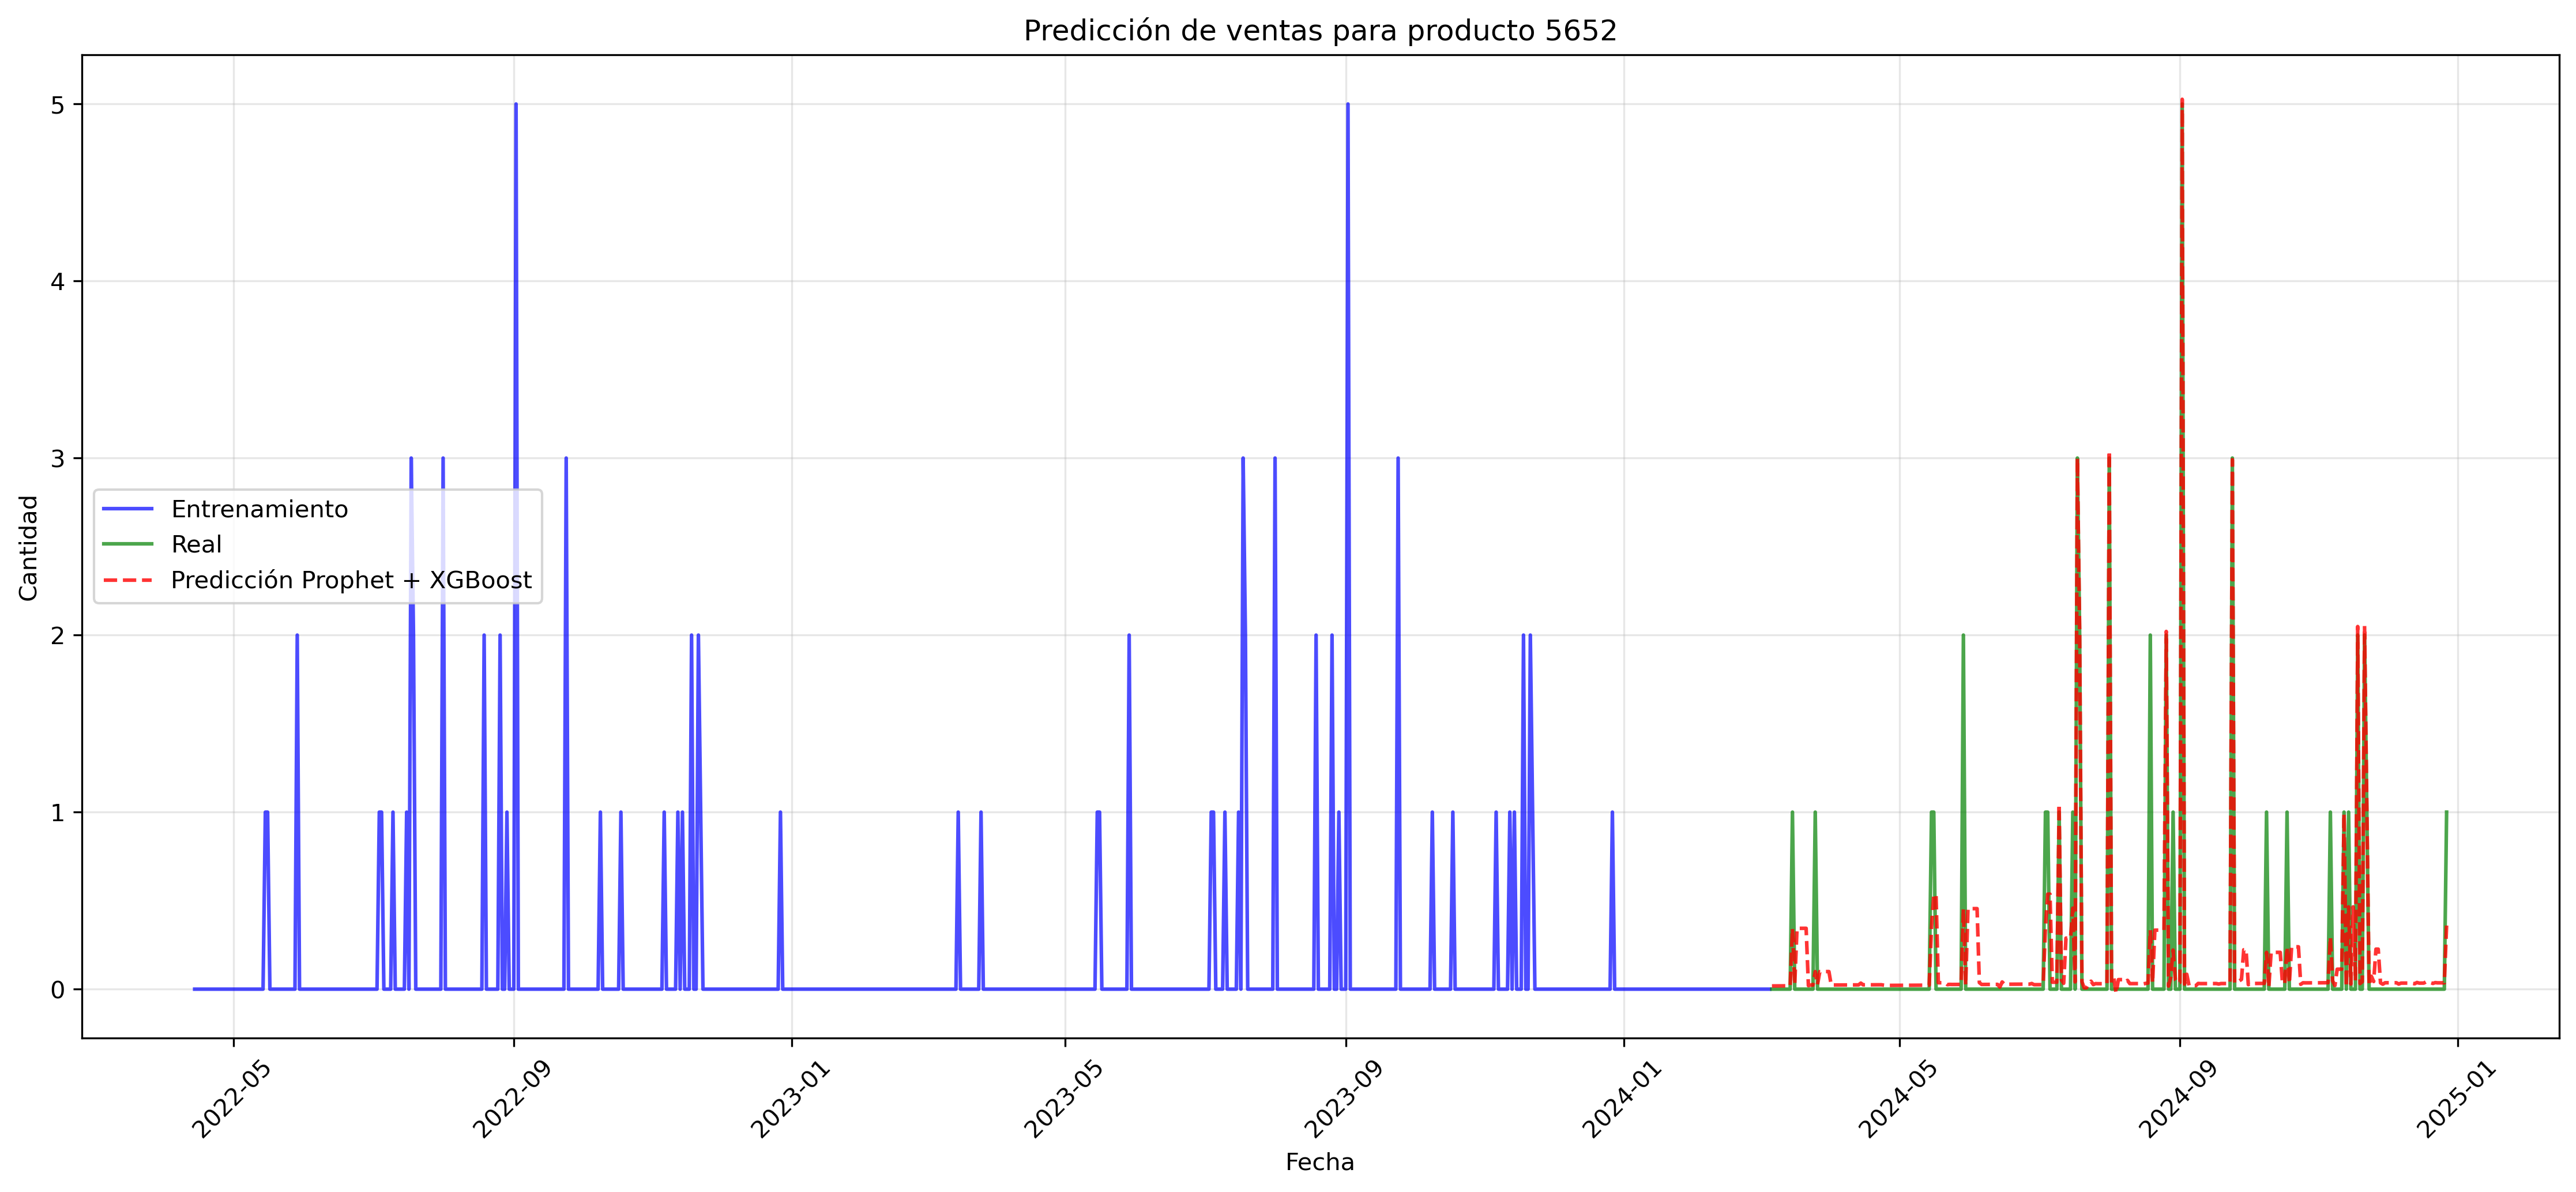 Predicción de ventas para producto 5652
5
4
3
2
1
0
Cantidad
Entrenamiento
Real
Predicción Prophet + XGBoost
2022-05
2022-09
2023-01
2023-05
2023-09
2024-01
2024-05
2024-09
2025-01
Fecha